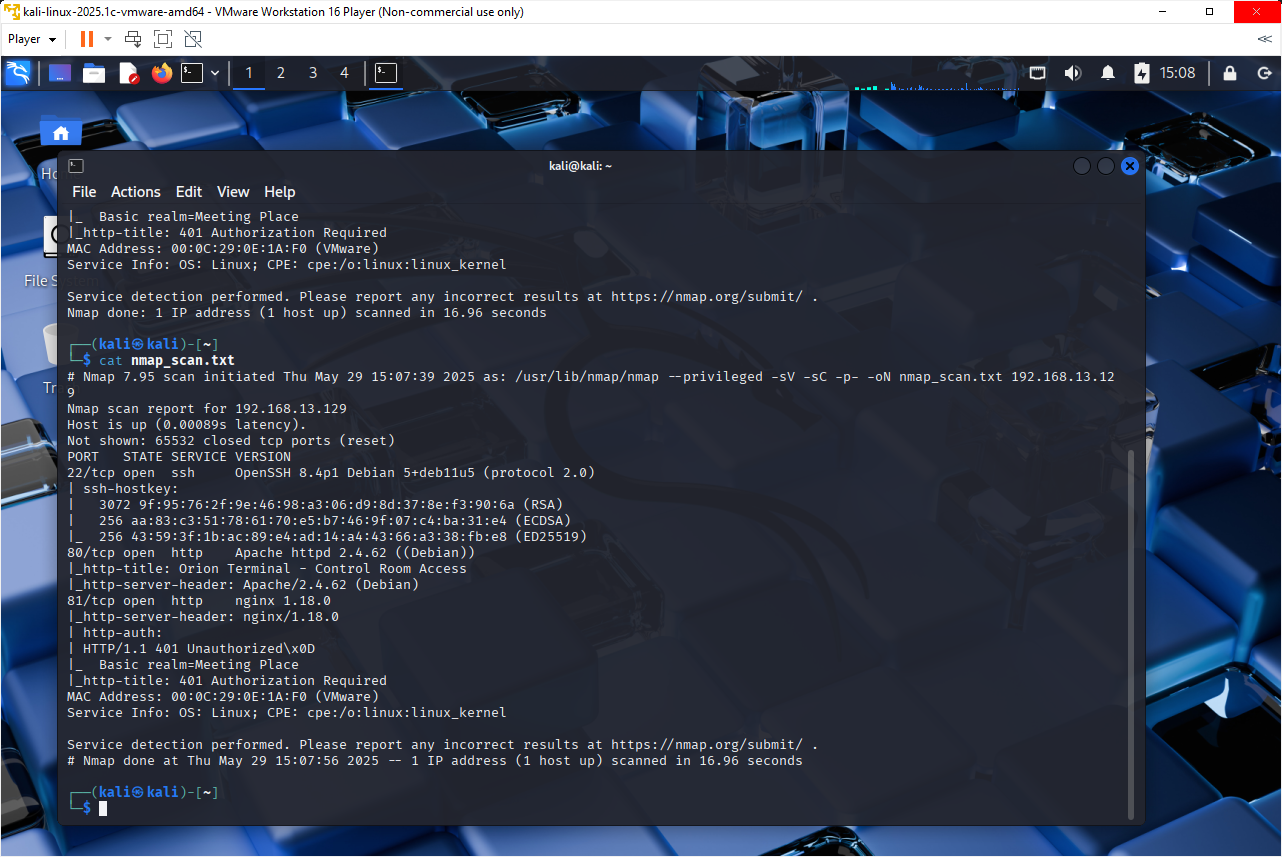 kali-linux-2025.1c-vmware-amd64 - VMware Workstation 16 Player (Non-commercial use only)
Player
1 2 3 4
15:08
kali@kali: ~
File Actions Edit View Help
|_  Basic realm=Meeting Place
|_http-title: 401 Authorization Required
MAC Address: 00:0C:29:0E:1A:F0 (VMware)
Service Info: OS: Linux; CPE: cpe:/o:linux:linux_kernel
Service detection performed. Please report any incorrect results at https://nmap.org/submit/ .
Nmap done: 1 IP address (1 host up) scanned in 16.96 seconds
┌──(kali㉿kali)-[~]
└─$ cat nmap_scan.txt
# Nmap 7.95 scan initiated Thu May 29 15:07:39 2025 as: /usr/lib/nmap/nmap --privileged -sV -sC -p- -oN nmap_scan.txt 192.168.13.12
9
Nmap scan report for 192.168.13.129
Host is up (0.00089s latency).
Not shown: 65532 closed tcp ports (reset)
PORT   STATE SERVICE VERSION
22/tcp open  ssh     OpenSSH 8.4p1 Debian 5+deb11u5 (protocol 2.0)
| ssh-hostkey:
|   3072 9f:95:76:2f:9e:46:98:a3:06:d9:8d:37:8e:f3:90:6a (RSA)
|   256 aa:83:c3:51:78:61:70:e5:b7:46:9f:07:c4:ba:31:e4 (ECDSA)
|_  256 43:59:3f:1b:ac:89:e4:ad:14:a4:43:66:a3:38:fb:e8 (ED25519)
80/tcp open  http    Apache httpd 2.4.62 ((Debian))
|_http-title: Orion Terminal - Control Room Access
|_http-server-header: Apache/2.4.62 (Debian)
81/tcp open  http    nginx 1.18.0
|_http-server-header: nginx/1.18.0
| http-auth:
| HTTP/1.1 401 Unauthorized\x0D
|_  Basic realm=Meeting Place
|_http-title: 401 Authorization Required
MAC Address: 00:0C:29:0E:1A:F0 (VMware)
Service Info: OS: Linux; CPE: cpe:/o:linux:linux_kernel
Service detection performed. Please report any incorrect results at https://nmap.org/submit/ .
# Nmap done at Thu May 29 15:07:56 2025 -- 1 IP address (1 host up) scanned in 16.96 seconds
┌──(kali㉿kali)-[~]
└─$
Ho
File S
Tr